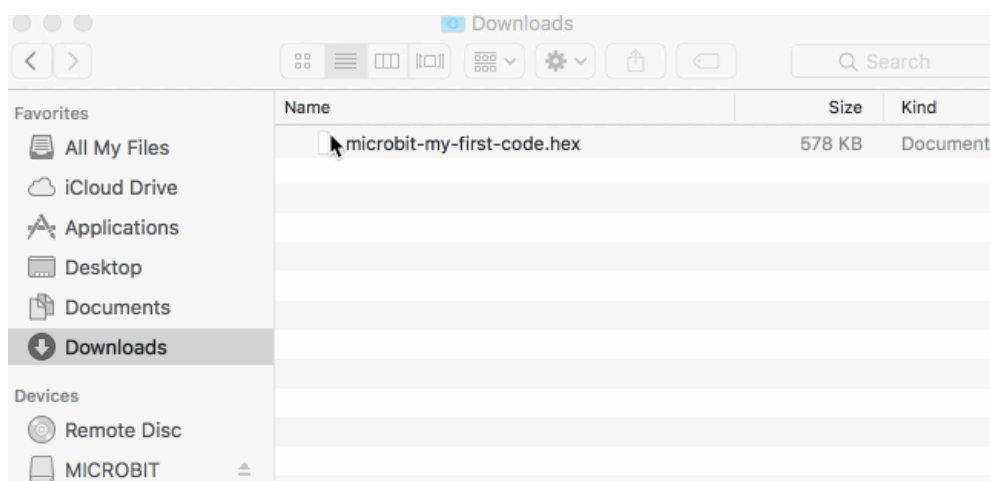 Downloads
Search
Favorites
All My Files
iCloud Drive
Applications
Desktop
Documents
Downloads
Devices
Remote Disc
MICROBIT
Name Size Kind
microbit-my-first-code.hex 578 KB Document